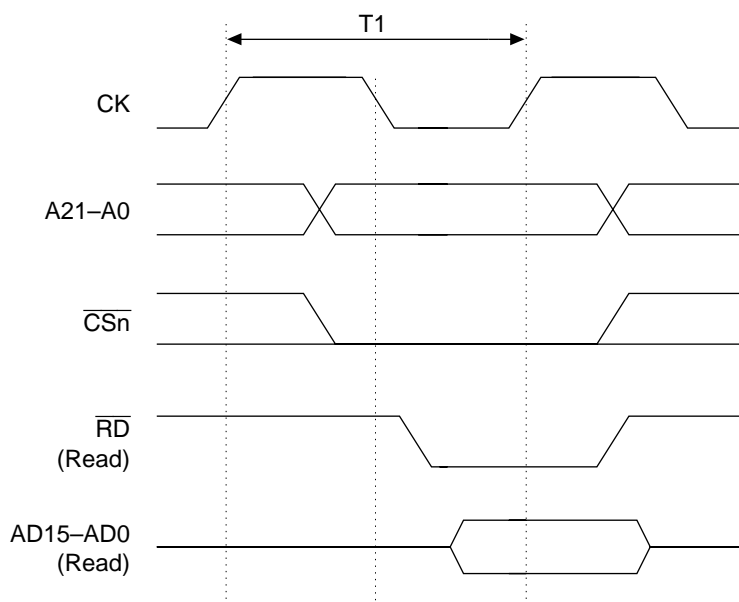 T1
CK
A21–A0
CSn
RD
(Read)
AD15–AD0
(Read)